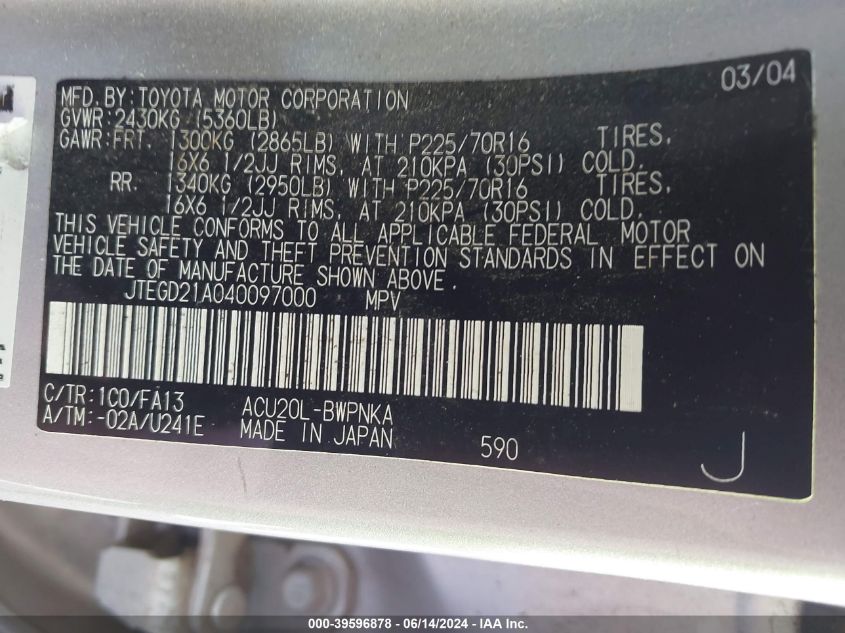 03/04
MFD.BY:TOYOTA MOTOR CORPORATION
GVWR:2430KG (5360LB)
GAWR:FRT. 1300KG (2865LB) WITH P225/70R16 TIRES,
16X6 1/2JJ RIMS, AT 210KPA (30PSI) COLD.
RR. 1340KG (2950LB) WITH P225/70R16 TIRES,
16X6 1/2JJ RIMS, AT 210KPA (30PSI) COLD.
THIS VEHICLE CONFORMS TO ALL APPLICABLE FEDERAL MOTOR
VEHICLE SAFETY AND THEFT PREVENTION STANDARDS IN EFFECT ON
THE DATE OF MANUFACTURE SHOWN ABOVE.
JTEGD21A040097000 MPV
C/TR:1C0/FA13 ACU20L-BWPNKA
A/TM:-02A/U241E MADE IN JAPAN 590
J
000-39596878 - 06/14/2024 - IAA Inc.